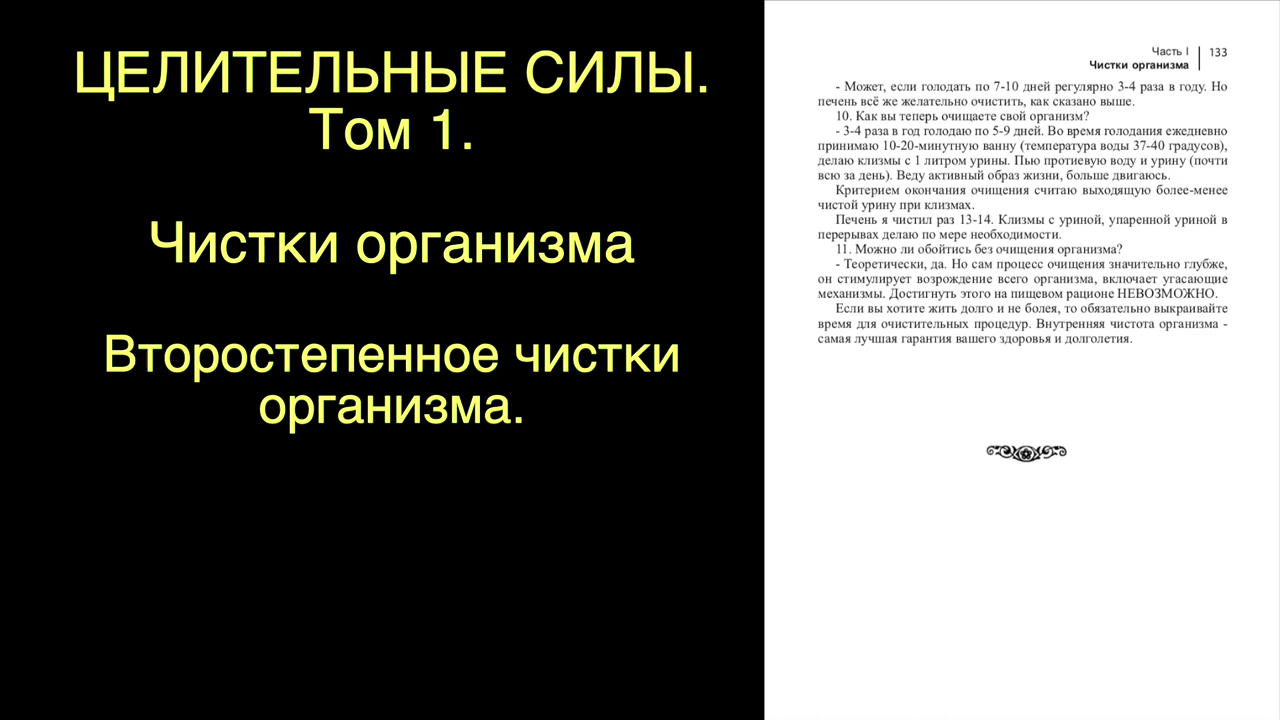 ЦЕЛИТЕЛЬНЫЕ СИЛЫ.
Том 1.
Чистки организма
Второстепенное чистки
организма.
Часть I 133
Чистки организма
- Может, если голодать по 7-10 дней регулярно 3-4 раза в году. Но
печень всё же желательно очистить, как сказано выше.
10. Как вы теперь очищаете свой организм?
- 3-4 раза в год голодаю по 5-9 дней. Во время голодания ежедневно
принимаю 10-20-минутную ванну (температура воды 37-40 градусов),
делаю клизмы с 1 литром урины. Пью протиевую воду и урину (почти
всю за день). Веду активный образ жизни, больше двигаюсь.
Критерием окончания очищения считаю выходящую более-менее
чистой урину при клизмах.
Печень я чистил раз 13-14. Клизмы с уриной, упаренной уриной в
перерывах делаю по мере необходимости.
11. Можно ли обойтись без очищения организма?
- Теоретически, да. Но сам процесс очищения значительно глубже,
он стимулирует возрождение всего организма, включает угасающие
механизмы. Достигнуть этого на пищевом рационе НЕВОЗМОЖНО.
Если вы хотите жить долго и не болея, то обязательно выкраивайте
время для очистительных процедур. Внутренняя чистота организма -
самая лучшая гарантия вашего здоровья и долголетия.